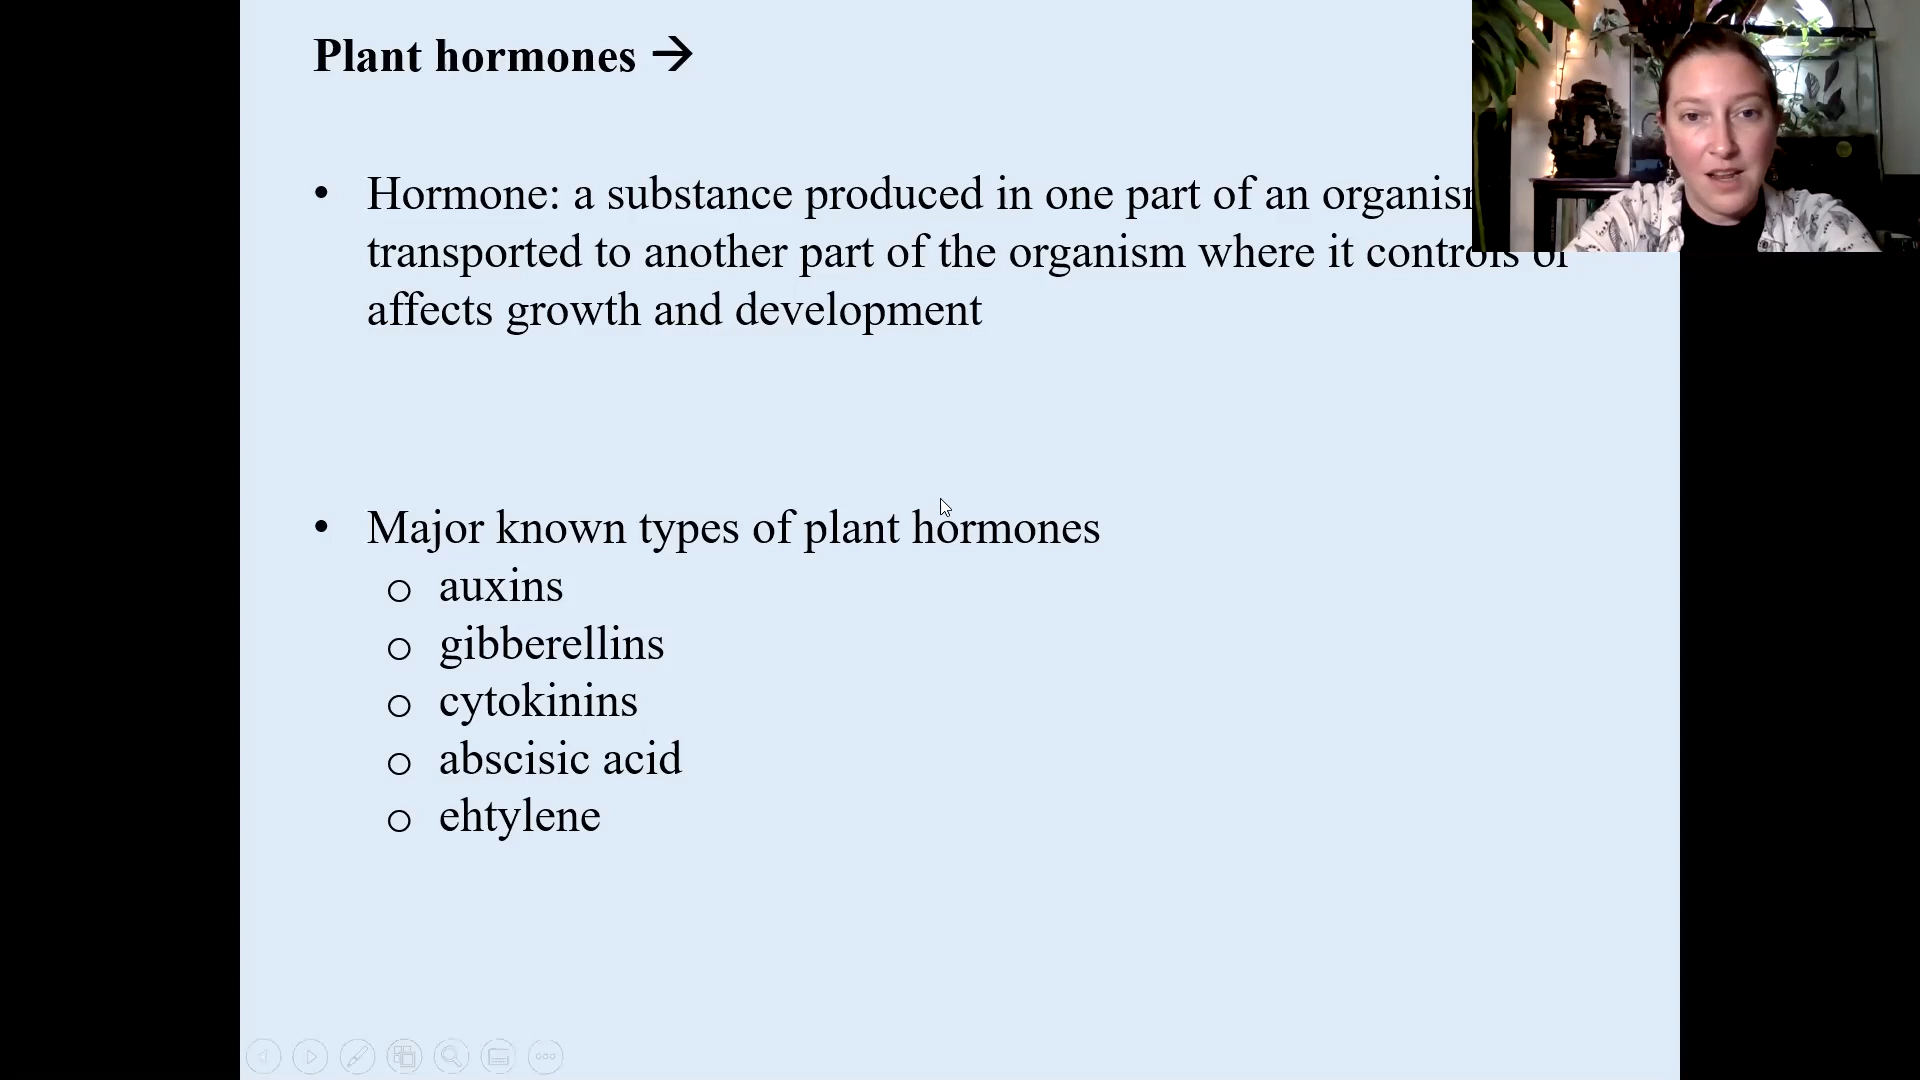 Plant hormones →
• Hormone: a substance produced in one part of an
transported to another part of the organism where it controls or
affects growth and development
• Major known types of plant hormones
o auxins
o gibberellins
o cytokinins
o abscisic acid
o ehtylene